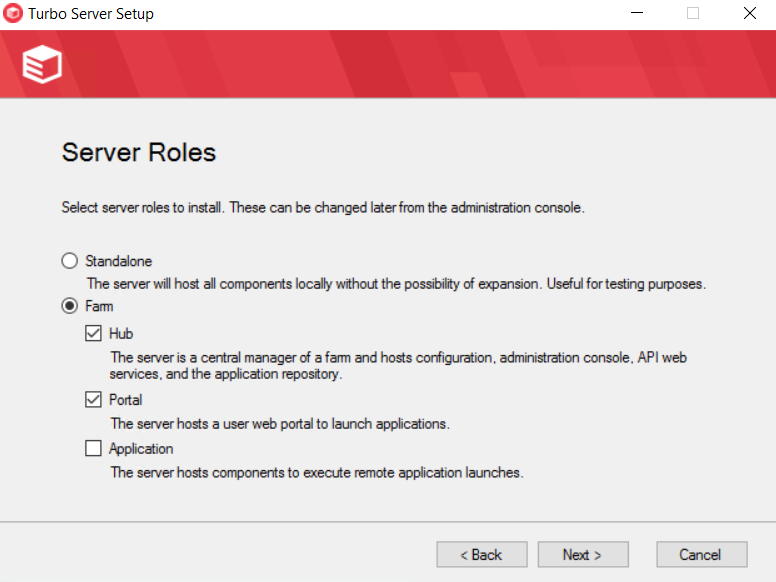 Turbo Server Setup
Server Roles
Select server roles to install. These can be changed later from the administration console.
Standalone
The server will host all components locally without the possibility of expansion. Useful for testing purposes.
Farm
Hub
The server is a central manager of a farm and hosts configuration, administration console, API web
services, and the application repository.
Portal
The server hosts a user web portal to launch applications.
Application
The server hosts components to execute remote application launches.
< Back
Next >
Cancel